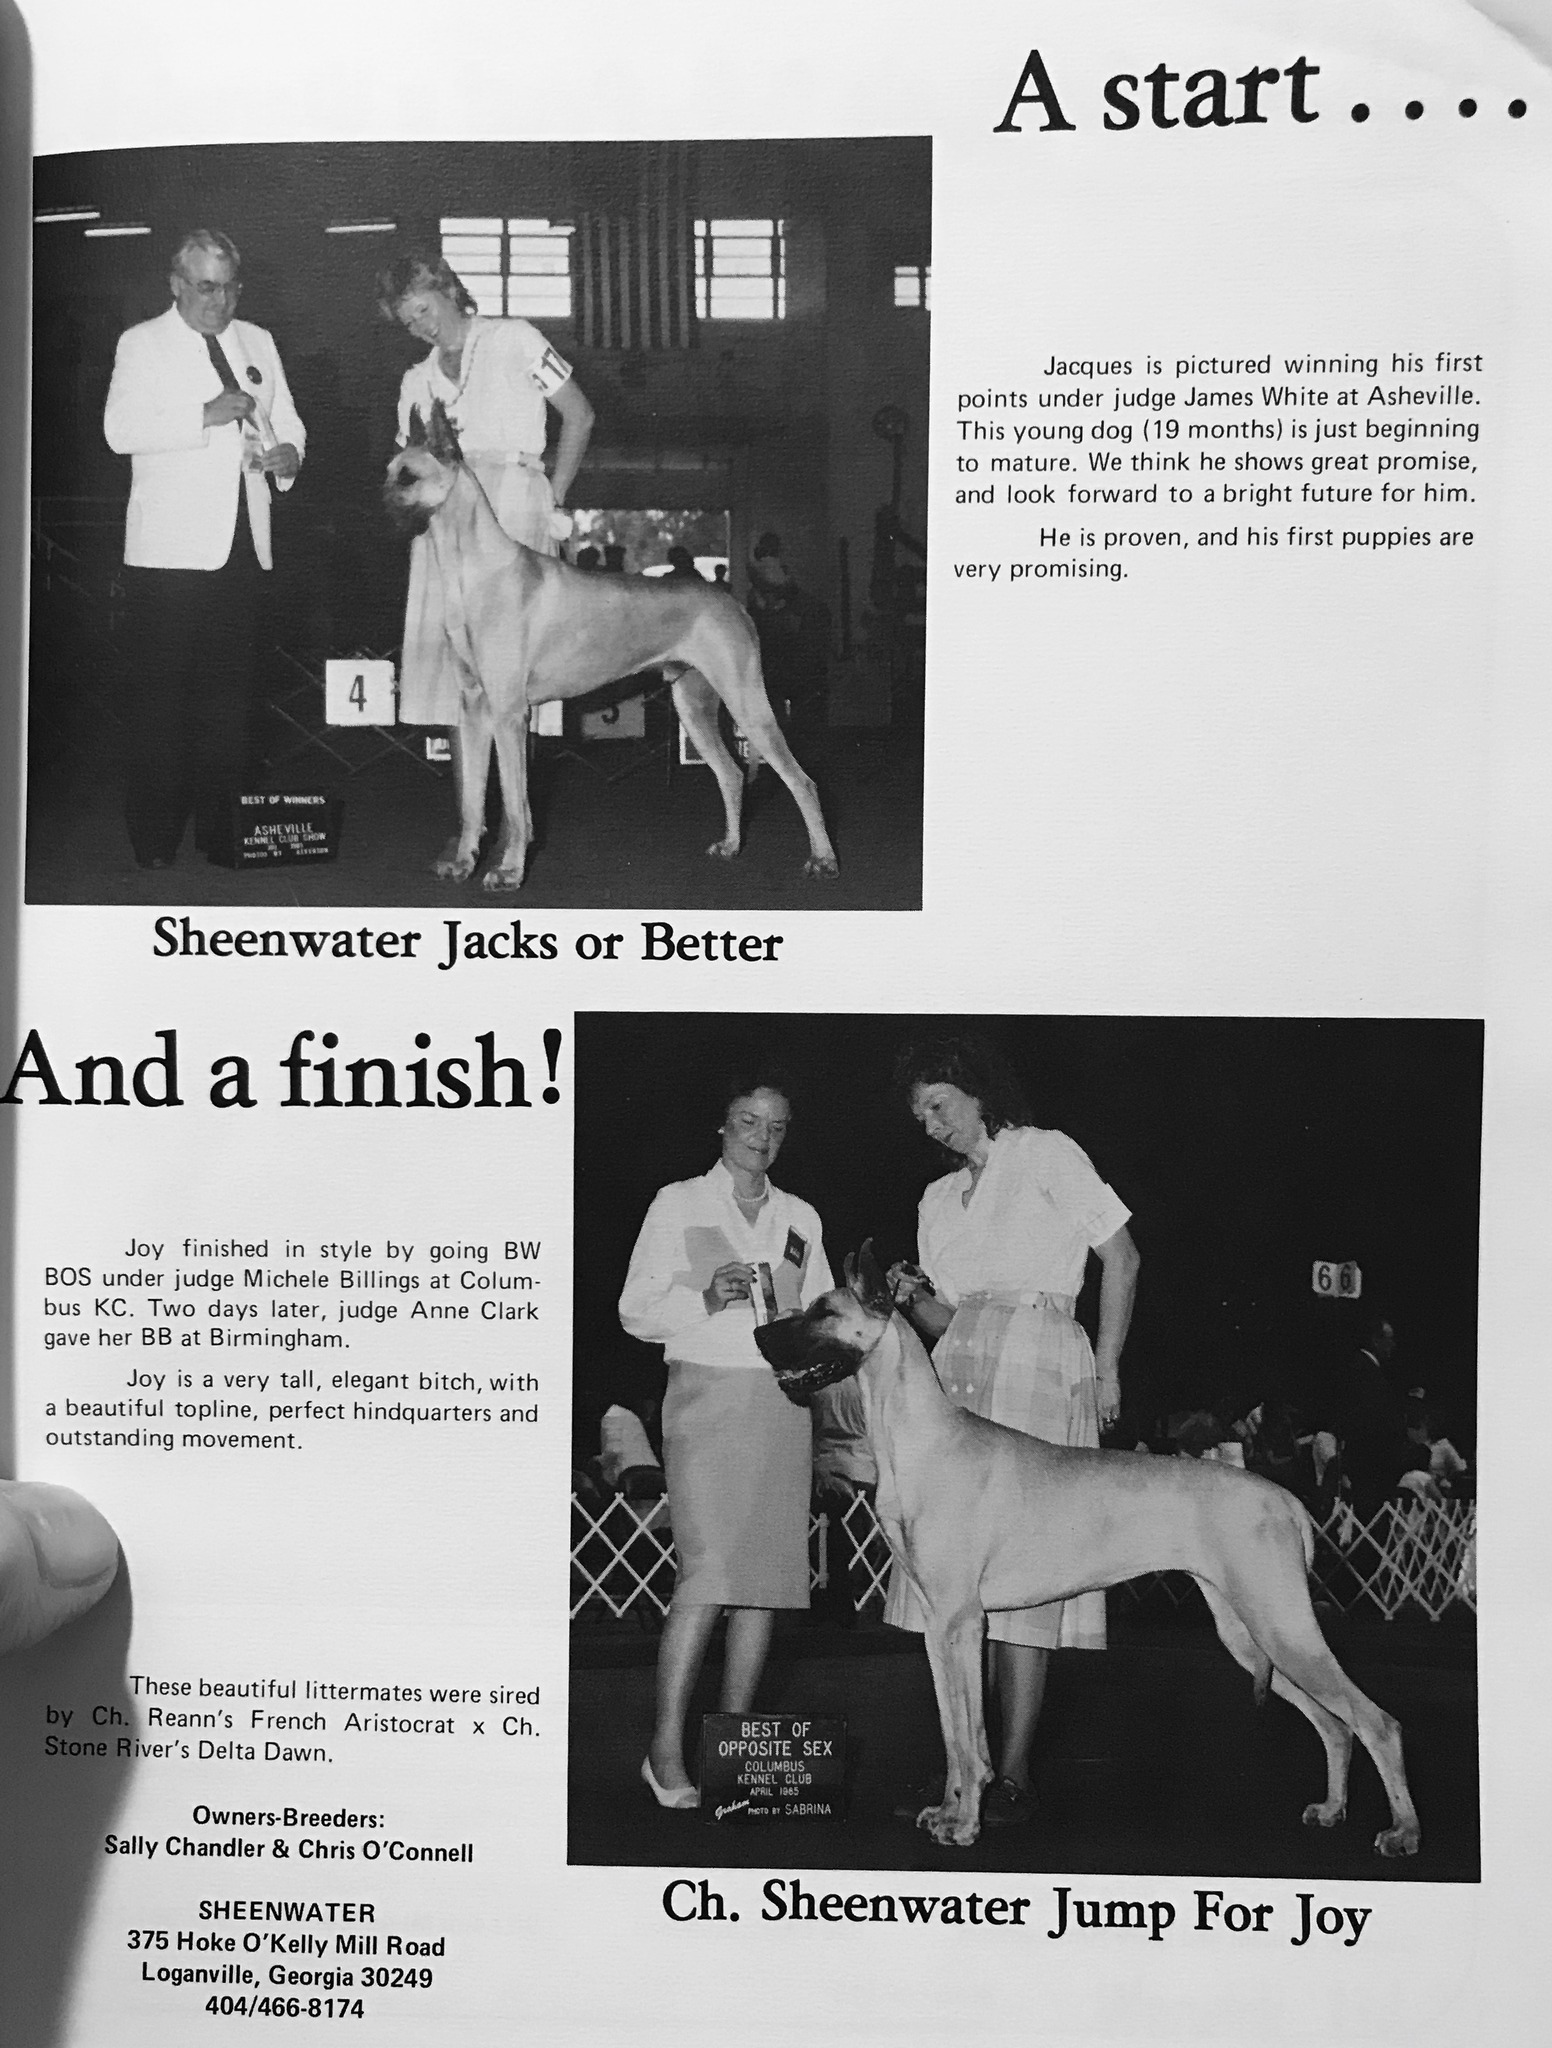 A start . . . .
17
4
3
BEST OF WINNERS
ASHEVILLE
KENNEL CLUB SHOW
PHOTO BY
Jacques is pictured winning his first
points under judge James White at Asheville.
This young dog (19 months) is just beginning
to mature. We think he shows great promise,
and look forward to a bright future for him.
He is proven, and his first puppies are
very promising.
Sheenwater Jacks or Better
And a finish!
Joy finished in style by going BW
BOS under judge Michele Billings at Colum-
bus KC. Two days later, judge Anne Clark
gave her BB at Birmingham.
Joy is a very tall, elegant bitch, with
a beautiful topline, perfect hindquarters and
outstanding movement.
These beautiful littermates were sired
by Ch. Reann's French Aristocrat x Ch.
Stone River's Delta Dawn.
Owners-Breeders:
Sally Chandler & Chris O'Connell
SHEENWATER
375 Hoke O'Kelly Mill Road
Loganville, Georgia 30249
404/466-8174
66
BEST OF
OPPOSITE SEX
COLUMBUS
KENNEL CLUB
APRIL 1985
Graham PHOTO BY SABRINA
Ch. Sheenwater Jump For Joy